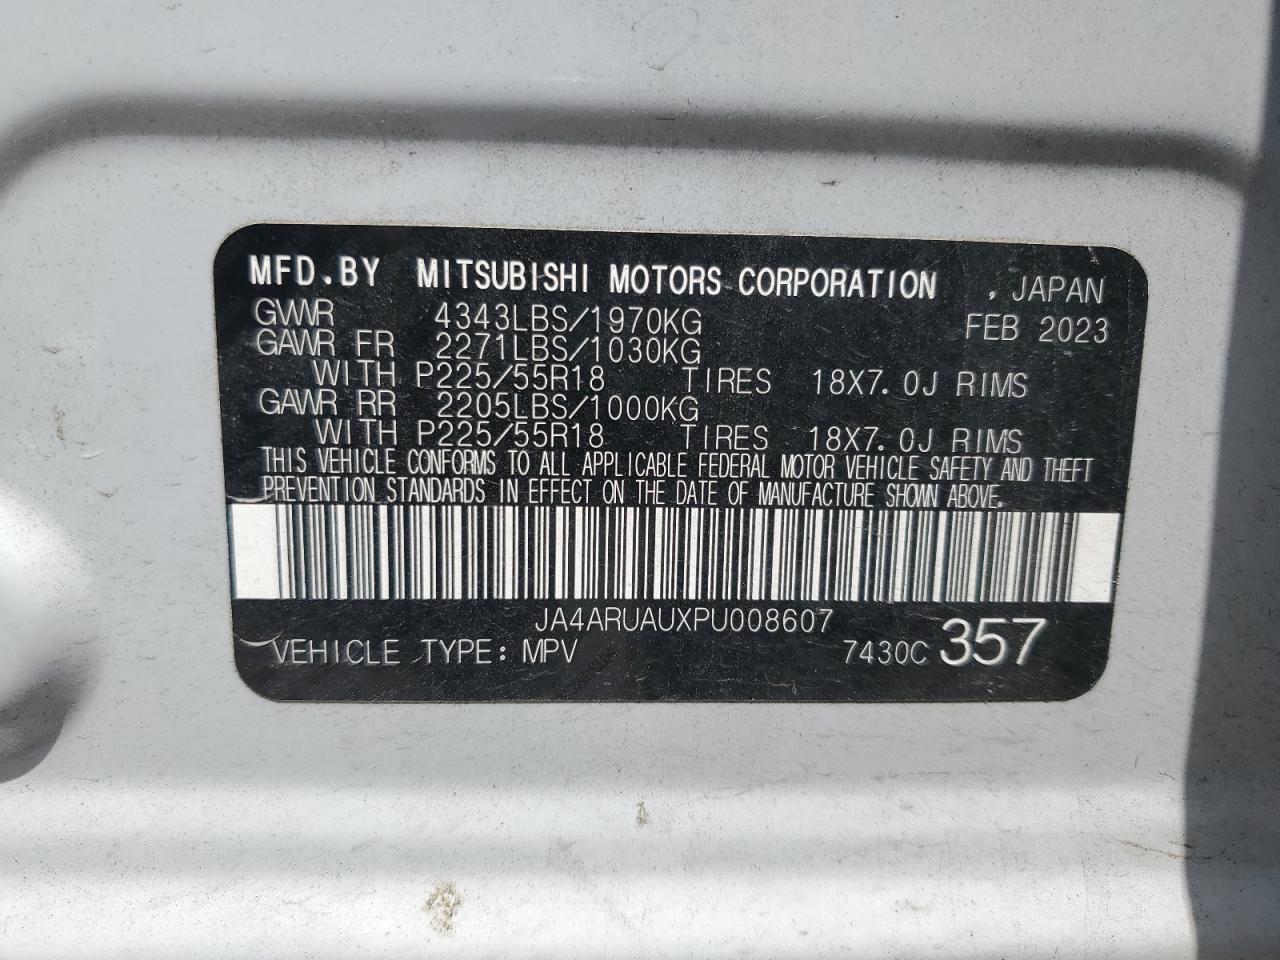 MFD.BY MITSUBISHI MOTORS CORPORATION , JAPAN
GVWR 4343LBS/1970KG FEB 2023
GAWR FR 2271LBS/1030KG
WITH P225/55R18 TIRES 18X7.0J RIMS
GAWR RR 2205LBS/1000KG
WITH P225/55R18 TIRES 18X7.0J RIMS
THIS VEHICLE CONFORMS TO ALL APPLICABLE FEDERAL MOTOR VEHICLE SAFETY AND THEFT
PREVENTION STANDARDS IN EFFECT ON THE DATE OF MANUFACTURE SHOWN ABOVE.
JA4ARUAUXPU008607
VEHICLE TYPE: MPV 7430C 357